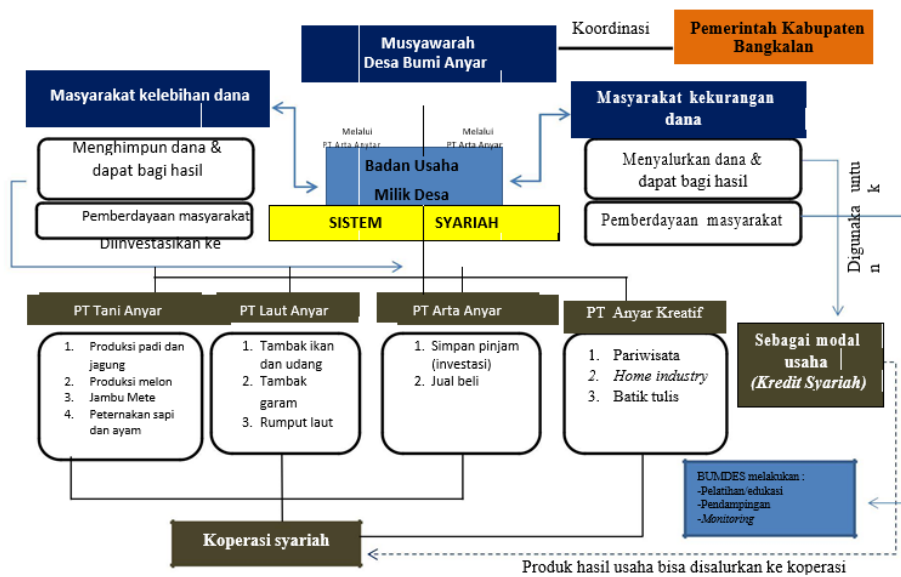 Musyawarah
Desa Bumi Anyar
Koordinasi
Pemerintah Kabupaten
Bangkalan
Masyarakat kelebihan dana
Masyarakat kekurangan
dana
Melalui
PT Arta Anytar
Melalui
PT Arta Anyar
Menghimpun dana &
dapat bagi hasil
Badan Usaha
Milik Desa
Menyalurkan dana &
dapat bagi hasil
Pemberdayaan masyarakat
SISTEM SYARIAH
Pemberdayaan masyarakat
Digunaka untu
n k
Diinvestasikan ke
PT Tani Anyar
1. Produksi padi dan
jagung
2. Produksi melon
3. Jambu Mete
4. Peternakan sapi
dan ayam
PT Laut Anyar
1. Tambak ikan
dan udang
2. Tambak
garam
3. Rumput laut
PT Arta Anyar
1. Simpan pinjam
(investasi)
2. Jual beli
PT Anyar Kreatif
1. Pariwisata
2. Home industry
3. Batik tulis
Sebagai modal
usaha
(Kredit Syariah)
BUMDES melakukan :
-Pelatihan/edukasi
-Pendampingan
-Monitoring
Koperasi syariah
Produk hasil usaha bisa disalurkan ke koperasi